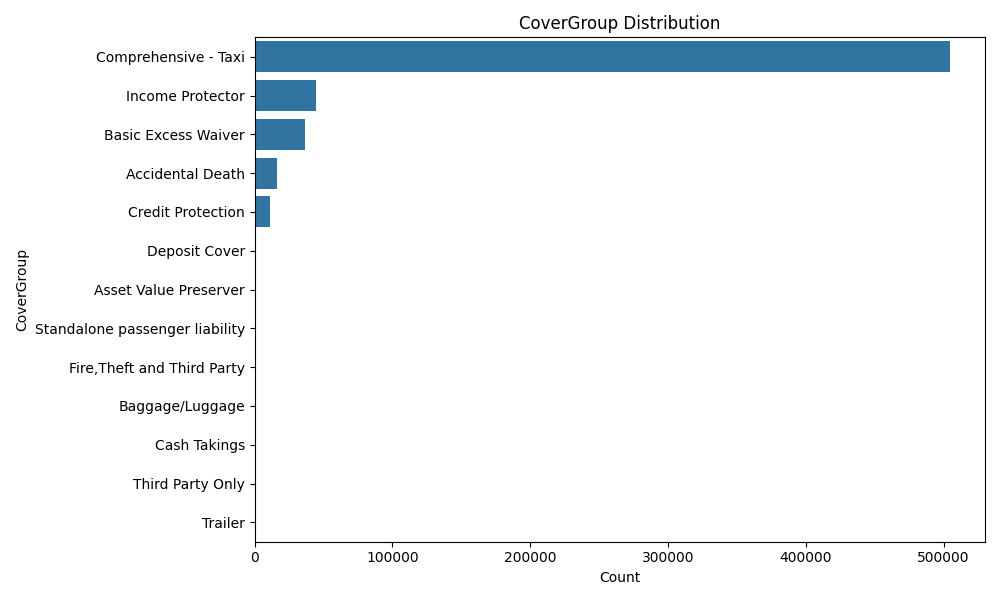 CoverGroup Distribution
Comprehensive - Taxi
Income Protector
Basic Excess Waiver
Accidental Death
Credit Protection
Deposit Cover
Asset Value Preserver
Standalone passenger liability
Fire,Theft and Third Party
Baggage/Luggage
Cash Takings
Third Party Only
Trailer
CoverGroup
0 100000 200000 300000 400000 500000
Count